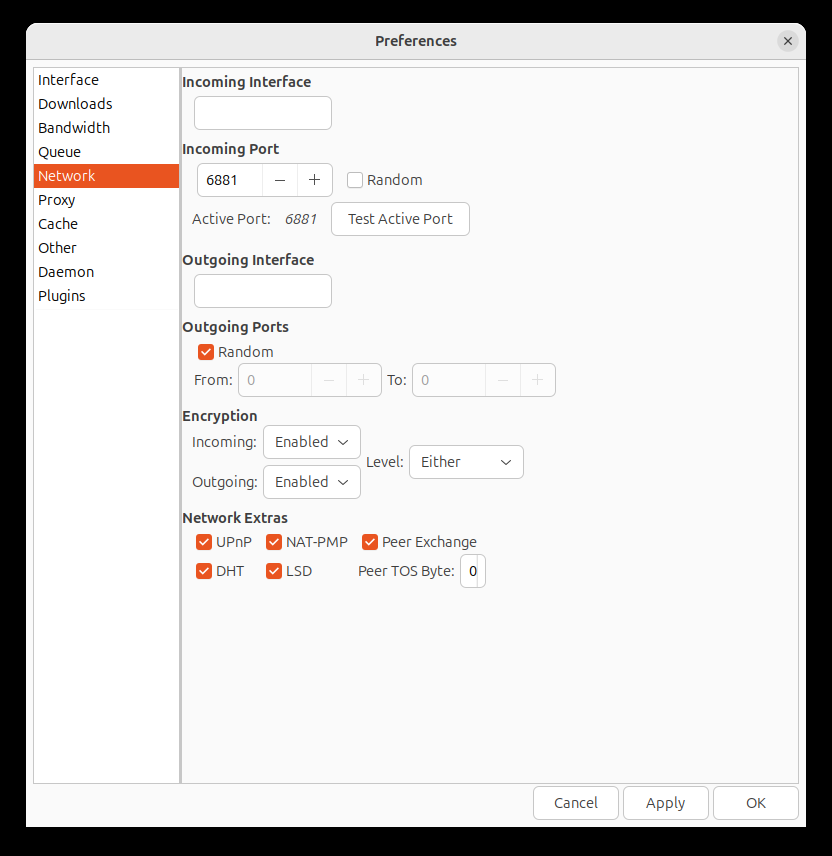 Preferences
Interface
Downloads
Bandwidth
Queue
Network
Proxy
Cache
Other
Daemon
Plugins
Incoming Interface
Incoming Port
6881 Random
Active Port: 6881 Test Active Port
Outgoing Interface
Outgoing Ports
Random
From: 0 To: 0
Encryption
Incoming: Enabled
Level: Either
Outgoing: Enabled
Network Extras
UPnP NAT-PMP Peer Exchange
DHT LSD Peer TOS Byte: 0
Cancel Apply OK